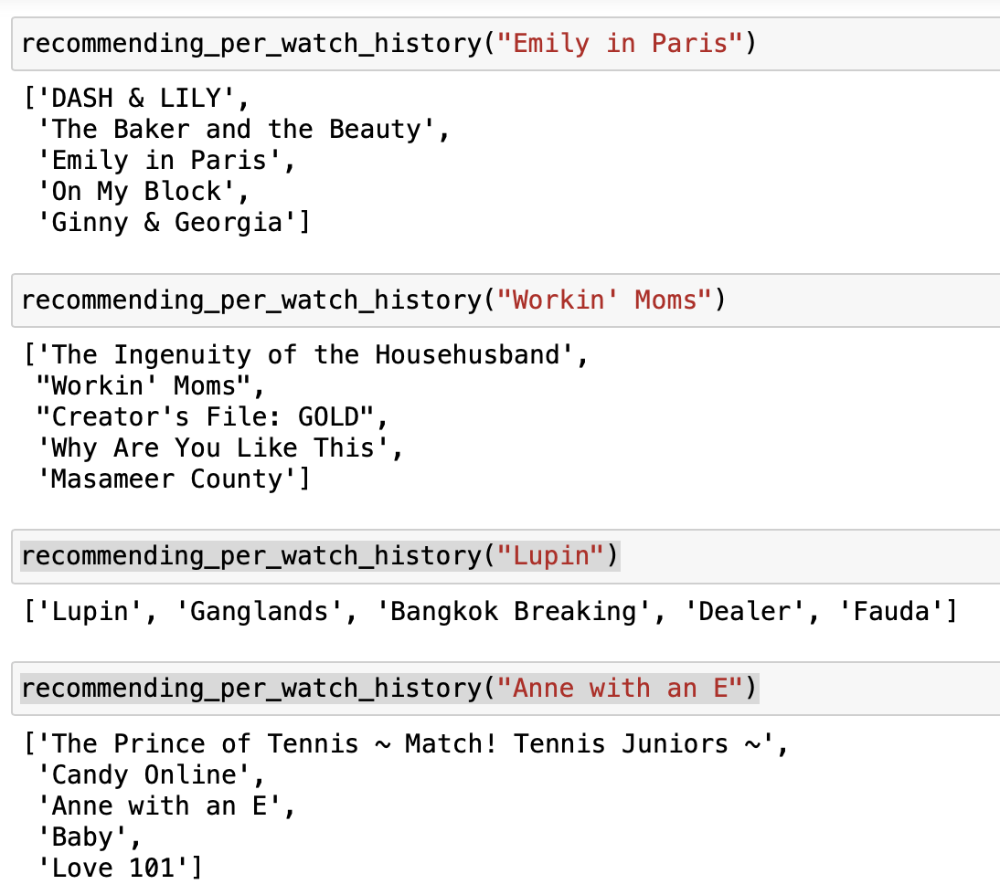 recommending_per_watch_history("Emily in Paris")
['DASH & LILY',
'The Baker and the Beauty',
'Emily in Paris',
'On My Block',
'Ginny & Georgia']
recommending_per_watch_history("Workin' Moms")
['The Ingenuity of the Househusband',
"Workin' Moms",
"Creator's File: GOLD",
'Why Are You Like This',
'Masameer County']
recommending_per_watch_history("Lupin")
['Lupin', 'Ganglands', 'Bangkok Breaking', 'Dealer', 'Fauda']
recommending_per_watch_history("Anne with an E")
['The Prince of Tennis ~ Match! Tennis Juniors ~',
'Candy Online',
'Anne with an E',
'Baby',
'Love 101']